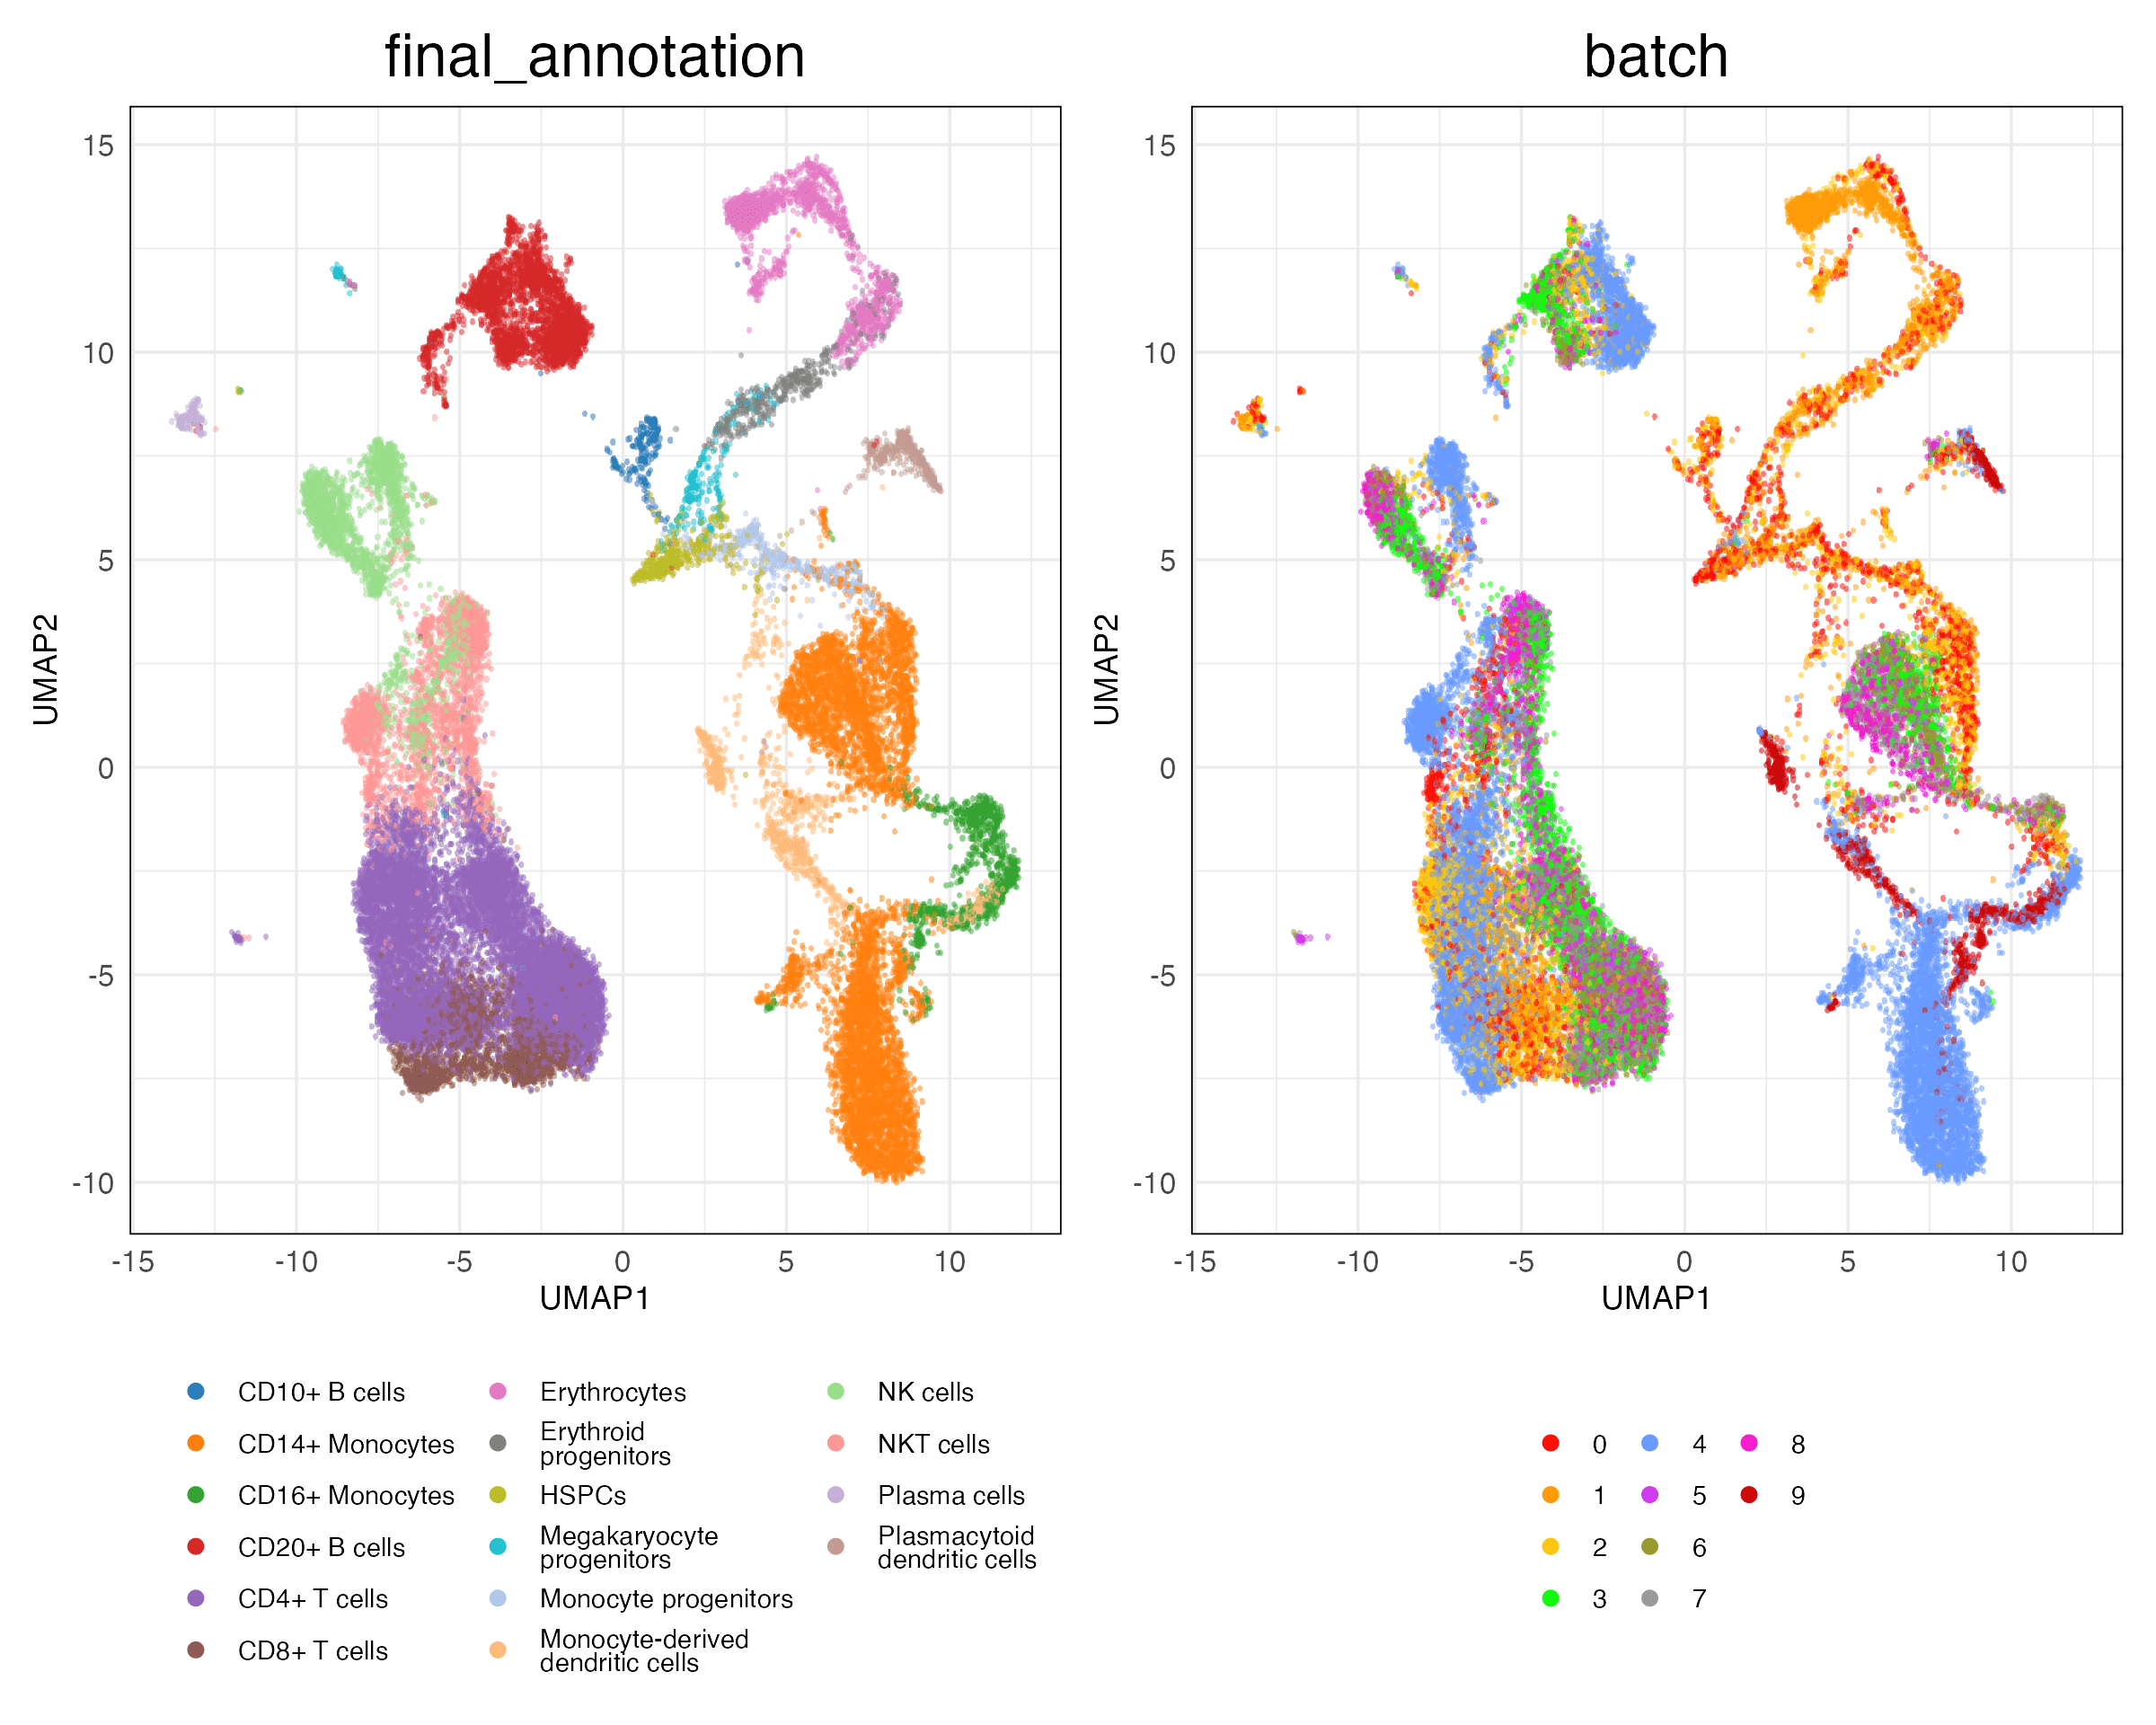 final_annotation
batch
15
10
5
0
-5
-10
UMAP2
-15
-10
-5
0
5
10
UMAP1
15
10
5
0
-5
-10
UMAP2
-15
-10
-5
0
5
10
UMAP1
CD10+ B cells
CD14+ Monocytes
CD16+ Monocytes
CD20+ B cells
CD4+ T cells
CD8+ T cells
Erythrocytes
Erythroid
progenitors
HSPCs
Megakaryocyte
progenitors
Monocyte progenitors
Monocyte-derived
dendritic cells
NK cells
NKT cells
Plasma cells
Plasmacytoid
dendritic cells
0
1
2
3
4
5
6
7
8
9